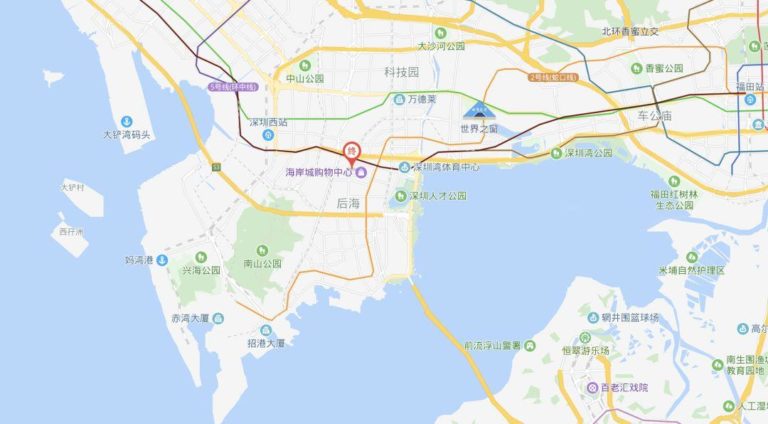 北环香蜜立交
大沙河公园
香蜜公园
中山公园
科技园
2号线(蛇口线)
福田站
5号线(环中线)
万德莱
车公庙
大铲湾码头
深圳西站
世界之窗
终
深圳湾公园
海岸城购物中心
深圳湾体育中心
大铲村
深圳人才公园
福田红树林
生态公园
后海
S3
西孖洲
妈湾港
兴海公园
南山公园
米埔自然护理区
赤湾大厦
辋井围篮球场
招港大厦
前流浮山警署
恒翠游乐场
南生围渔
教育园地
百老汇戏院
人工湿